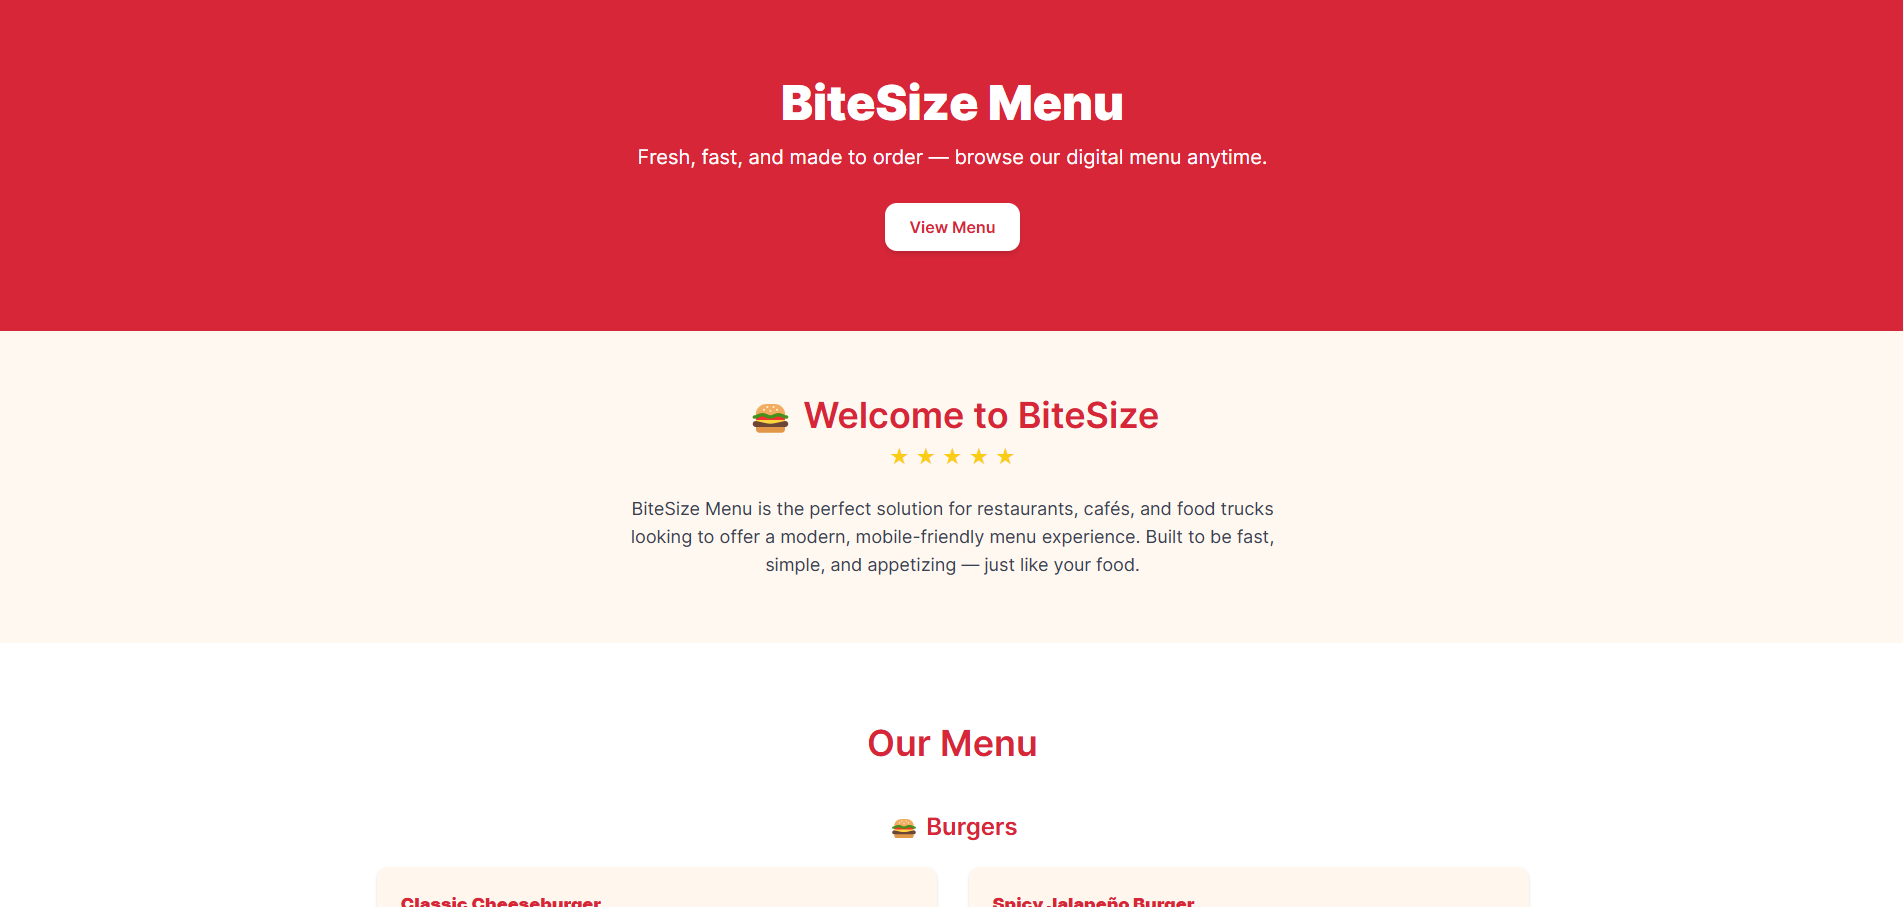 BiteSize Menu
Fresh, fast, and made to order — browse our digital menu anytime.
View Menu
Welcome to BiteSize
★ ★ ★ ★ ★
BiteSize Menu is the perfect solution for restaurants, cafés, and food trucks
looking to offer a modern, mobile-friendly menu experience. Built to be fast,
simple, and appetizing — just like your food.
Our Menu
Burgers
Classic Cheeseburger
Spicy Jalapeño Burger